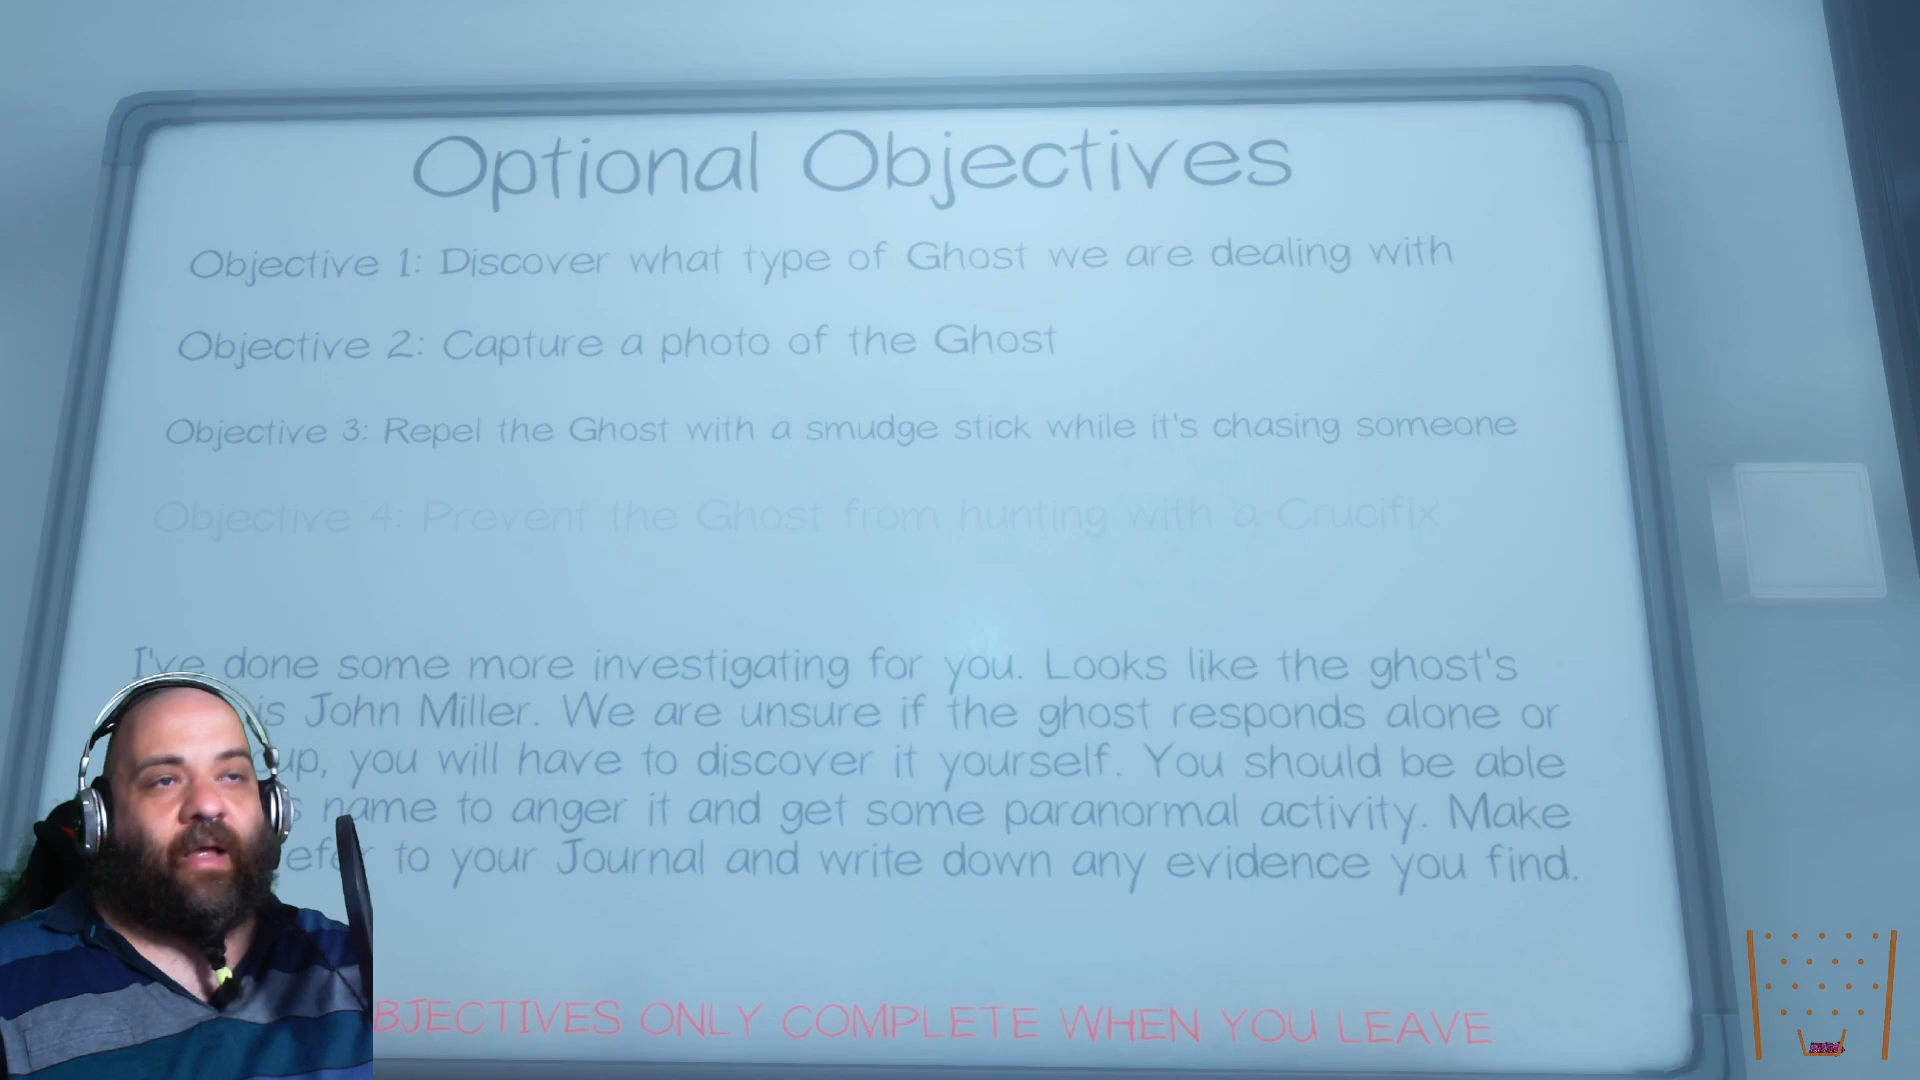 Optional Objectives
Objective 1: Discover what type of Ghost we are dealing with
Objective 2: Capture a photo of the Ghost
Objective 3: Repel the Ghost with a smudge stick while it's chasing someone
Objective 4: Prevent the Ghost from hunting with a Crucifix
I've done some more investigating for you. Looks like the ghost's
is John Miller. We are unsure if the ghost responds alone or
up, you will have to discover it yourself. You should be able
name to anger it and get some paranormal activity. Make
efer to your Journal and write down any evidence you find.
BJECTIVES ONLY COMPLETE WHEN YOU LEAVE